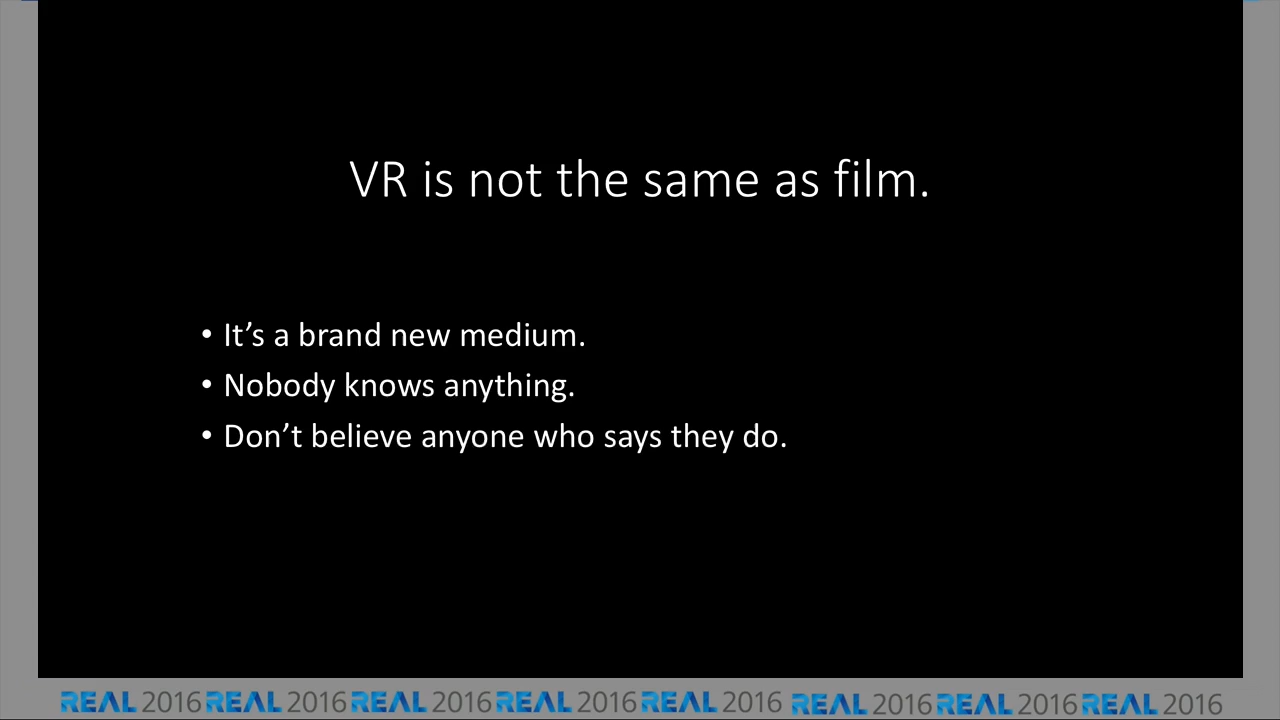 VR is not the same as film.
• It’s a brand new medium.
• Nobody knows anything.
• Don’t believe anyone who says they do.
REAL 2016 REAL 2016 REAL 2016 REAL 2016 REAL 2016 REAL 2016 REAL 2016 REAL 2016